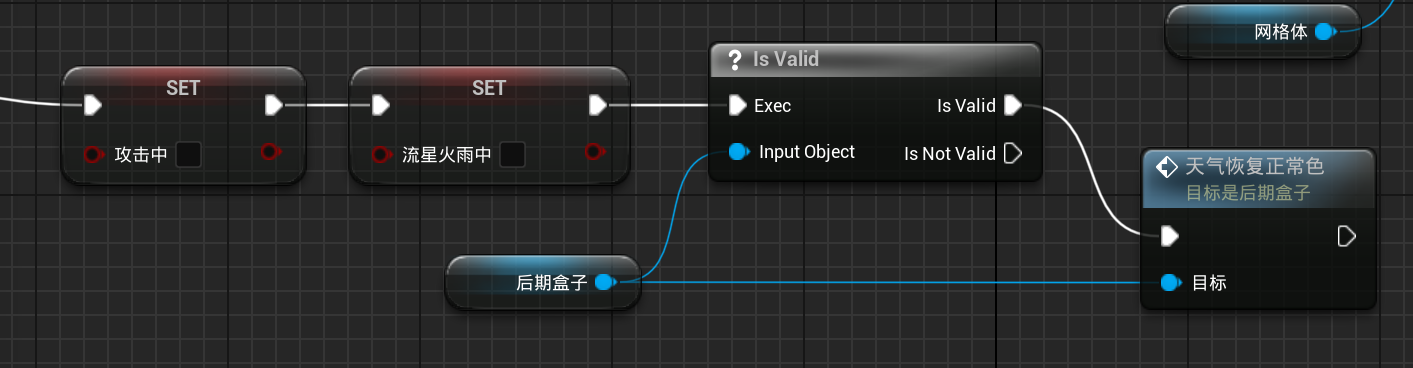 SET
攻击中
SET
流星火雨中
? Is Valid
Exec
Is Valid
Input Object
Is Not Valid
后期盒子
网格体
天气恢复正常色
目标是后期盒子
目标